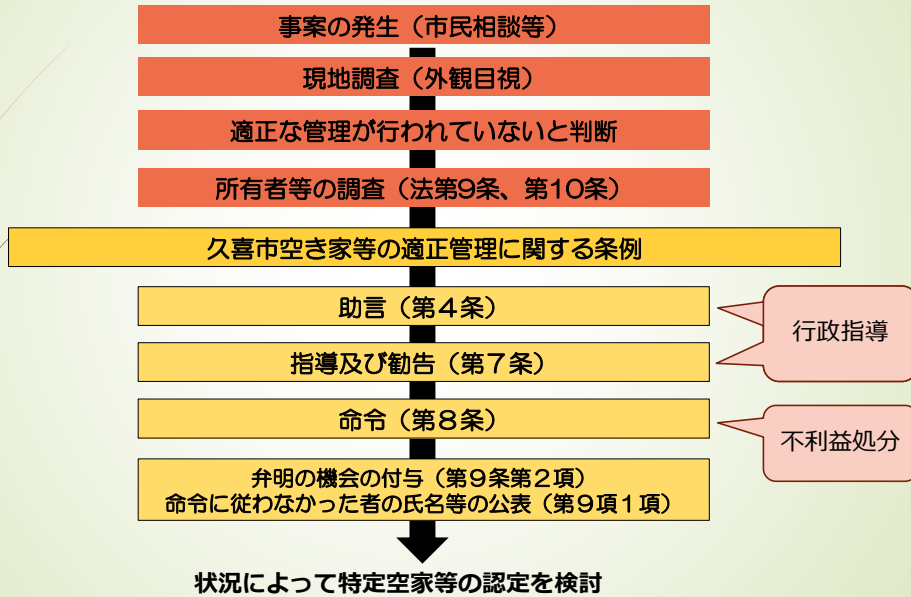 事案の発生（市民相談等）
現地調査（外観目視）
適正な管理が行われていないと判断
所有者等の調査（法第９条、第１０条）
久喜市空き家等の適正管理に関する条例
助言（第４条）
指導及び勧告（第７条）
行政指導
命令（第８条）
不利益処分
弁明の機会の付与（第９条第２項）
命令に従わなかった者の氏名等の公表（第９項１項）
状況によって特定空家等の認定を検討